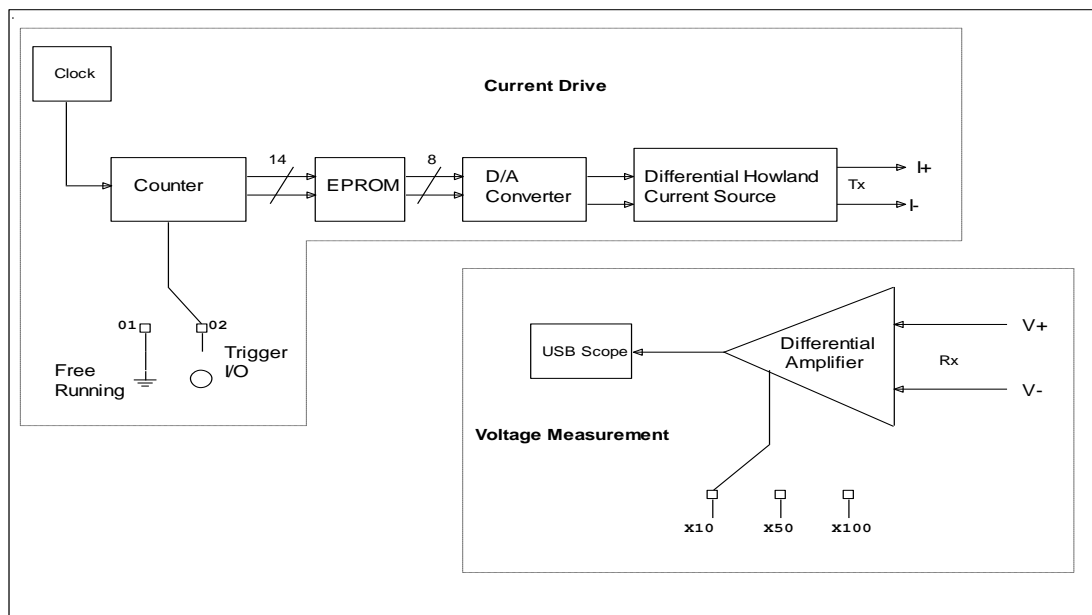 Clock
Current Drive
14
8
Counter
EPROM
D/A
Converter
Differential Howland
Current Source
Tx
I+
I-
01
02
Free
Running
Trigger
I/O
USB Scope
Differential
Amplifier
V+
Rx
V-
Voltage Measurement
x10
x50
x100